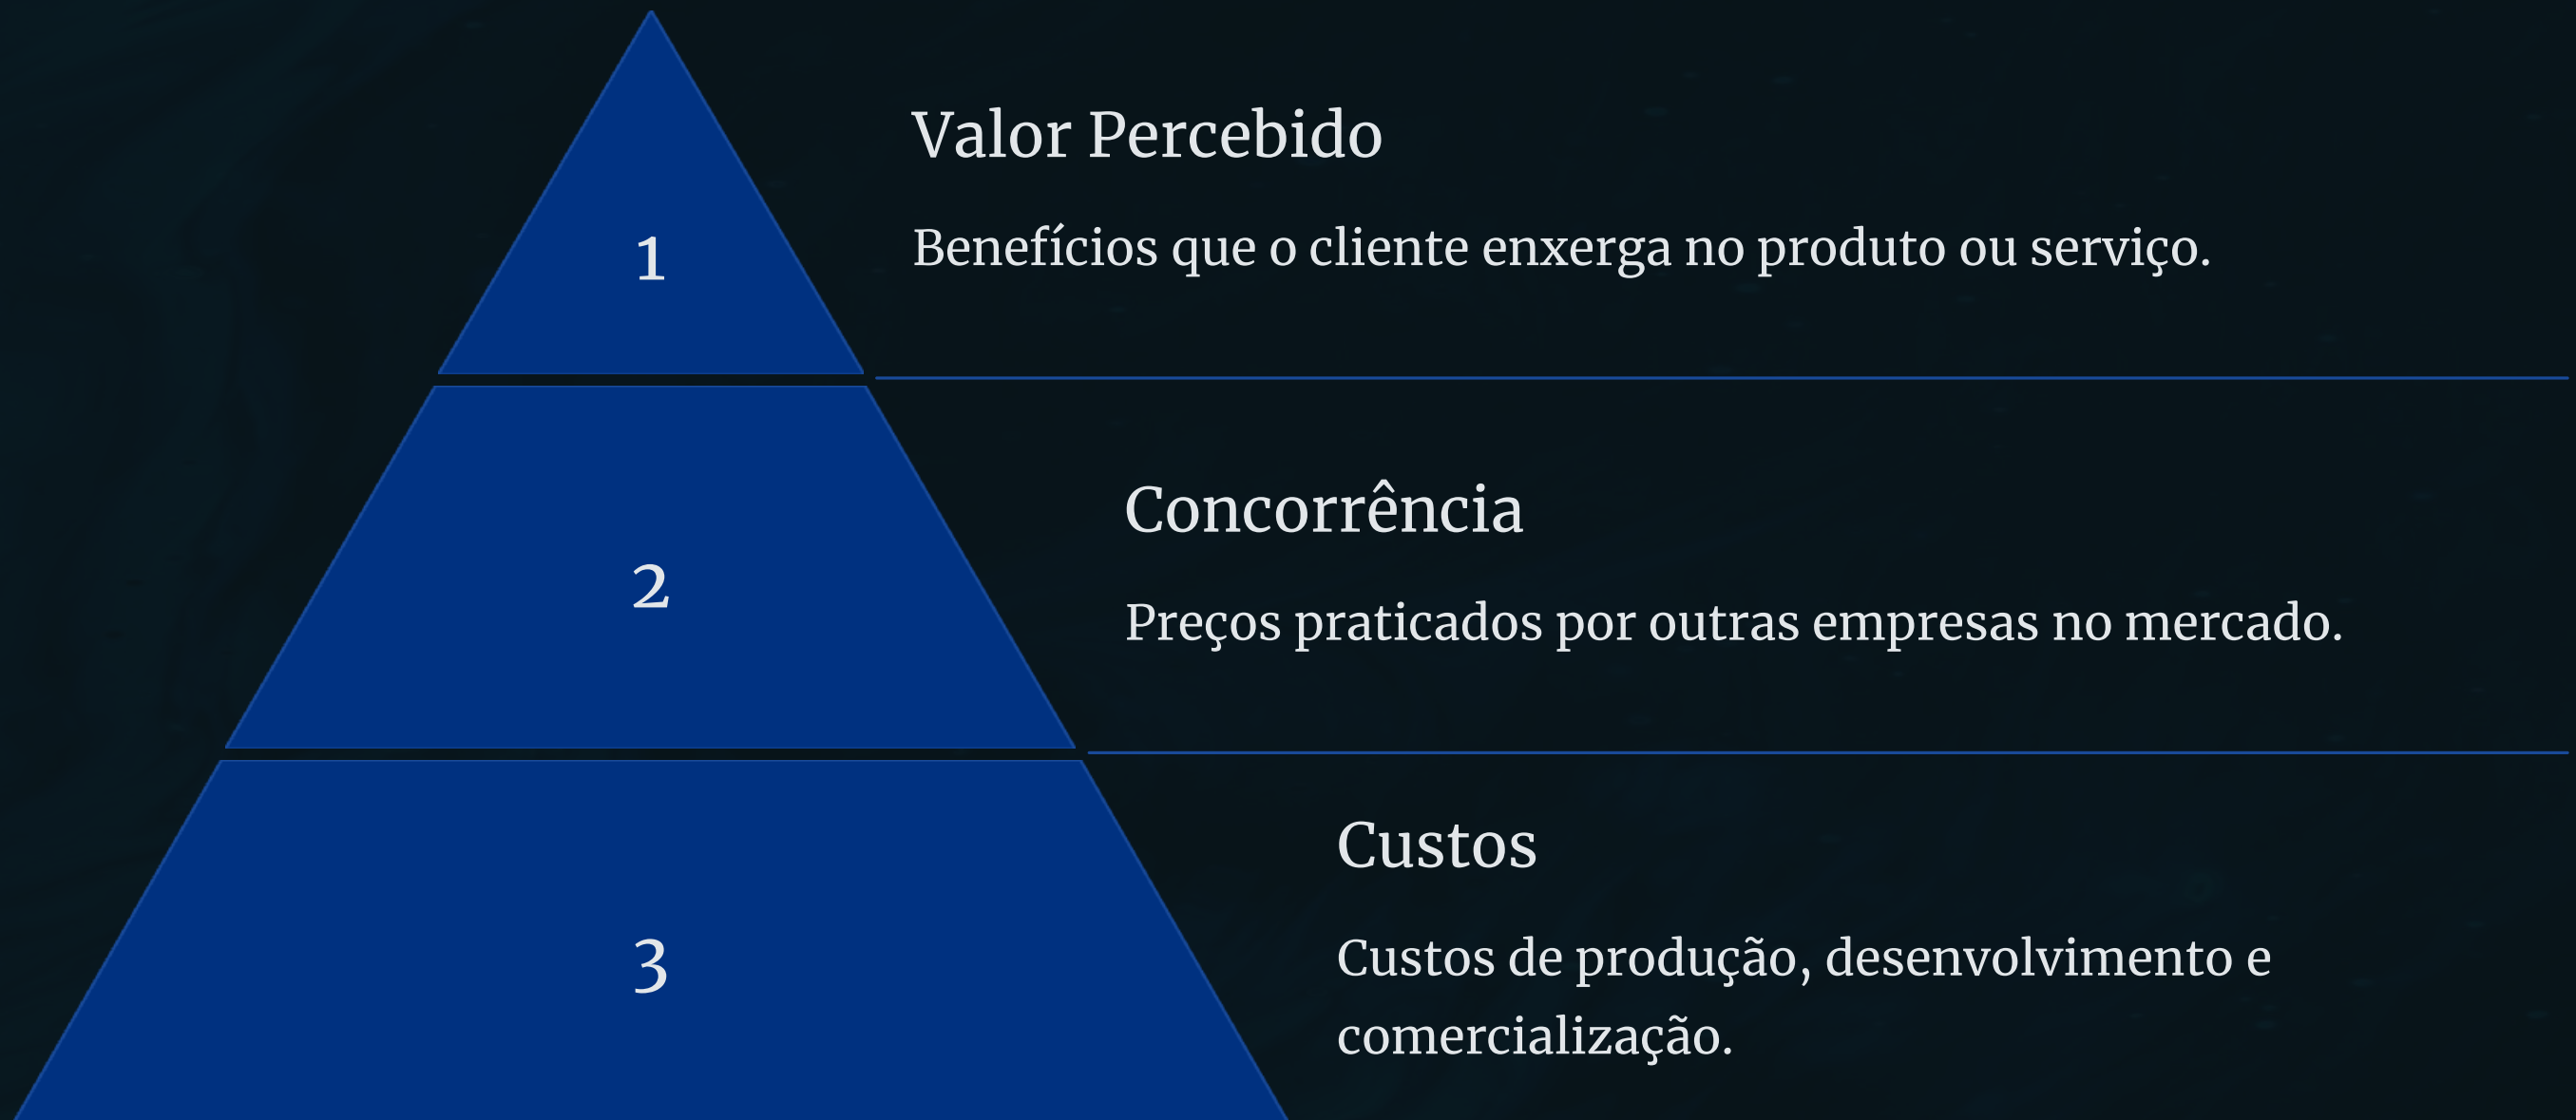 1
Valor Percebido
Benefícios que o cliente enxerga no produto ou serviço.
2
Concorrência
Preços praticados por outras empresas no mercado.
3
Custos
Custos de produção, desenvolvimento e
comercialização.